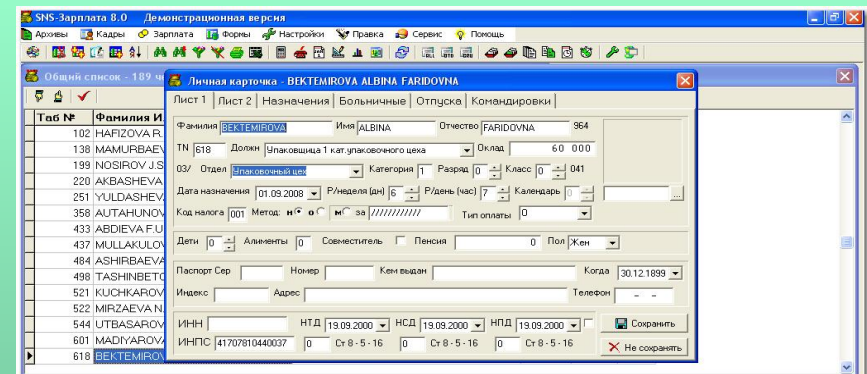 SNS-Зарплата 8.0 Демонстрационная версия
Архивы Кадры Зарплата Формы Настройки Правка Сервис Помощь
Общий список - 189 че
Личная карточка - BEKTEMIROVA ALBINA FARIDOVNA
Лист 1 Лист 2 Назначения Больничные Отпуска Командировки
Таб № Фамилия И.
102 HAFIZOVA R.
138 MAMURBAEV
199 NOSIROV J.S
220 AKBASHEVA
251 YULDASHEV
358 AUTAHUNOV
433 ABDIEVA F.U
437 MULLAKULOV
484 ASHIRBAEVA
498 TASHINBETO
521 KUCHKAROV
522 MIRZAEVA N.
544 UTBASAROV
601 MADIYAROVA
618 BEKTEMIROV
Фамилия BEKTEMIROVA Имя ALBINA Отчество FARIDOVNA 964
TN 618 Должн Упаковщица 1 кат.упаковочного цеха Оклад 60 000
03/ Отдел Упаковочный цех Категория 1 Разряд 0 Класс 0 041
Дата назначения 01.09.2008 Р/неделя (дн) 6 Р/день (час) 7 Календарь 0 ...
Код налога 001 Метод: н о м за //////////// Тип оплаты 0
Дети 0 Алименты 0 Совместитель Пенсия 0 Пол Жен
Паспорт Сер Номер Кем выдан Когда 30.12.1899
Индекс Адрес Телефон - -
ИНН НТД 19.09.2000 НСД 19.09.2000 НПД 19.09.2000 Сохранить
ИНПС 41707810440037 0 Ст 8 - 5 - 16 0 Ст 8 - 5 - 16 0 Ст 8 - 5 - 16 Не сохранять